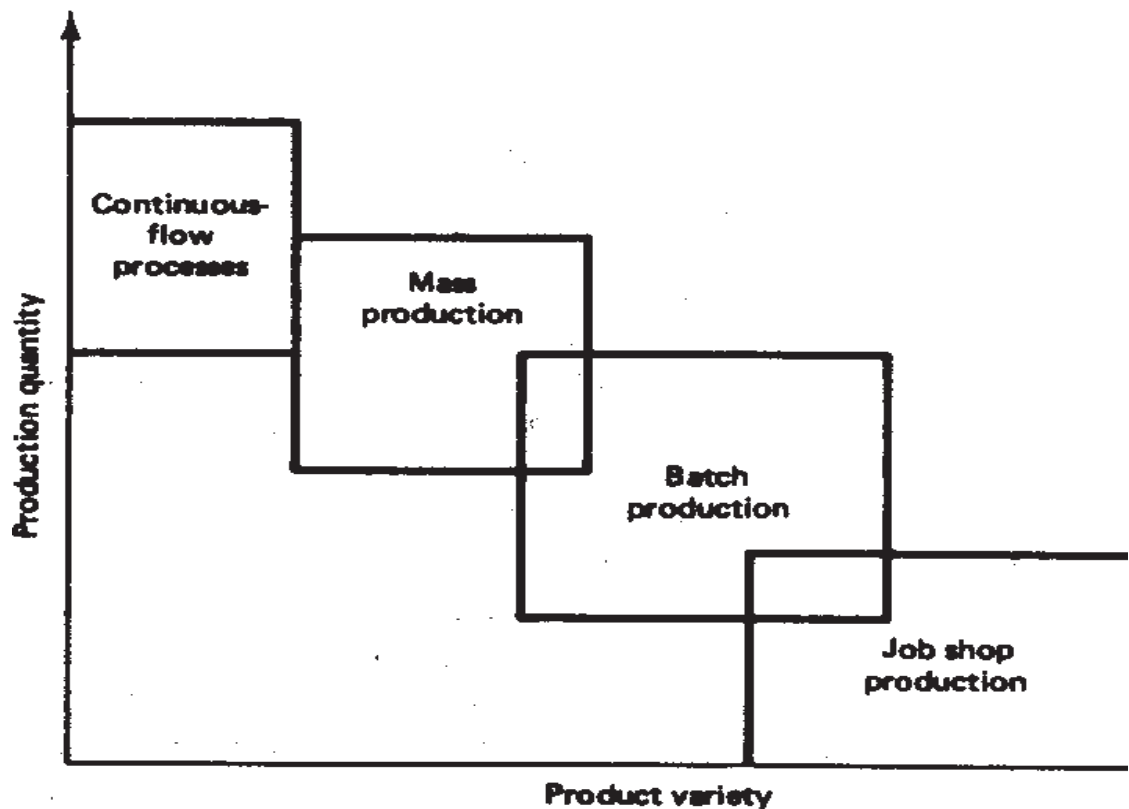 Continuous-
flow
processes
Mass
production
Batch
production
Job shop
production
Production quantity
Product variety